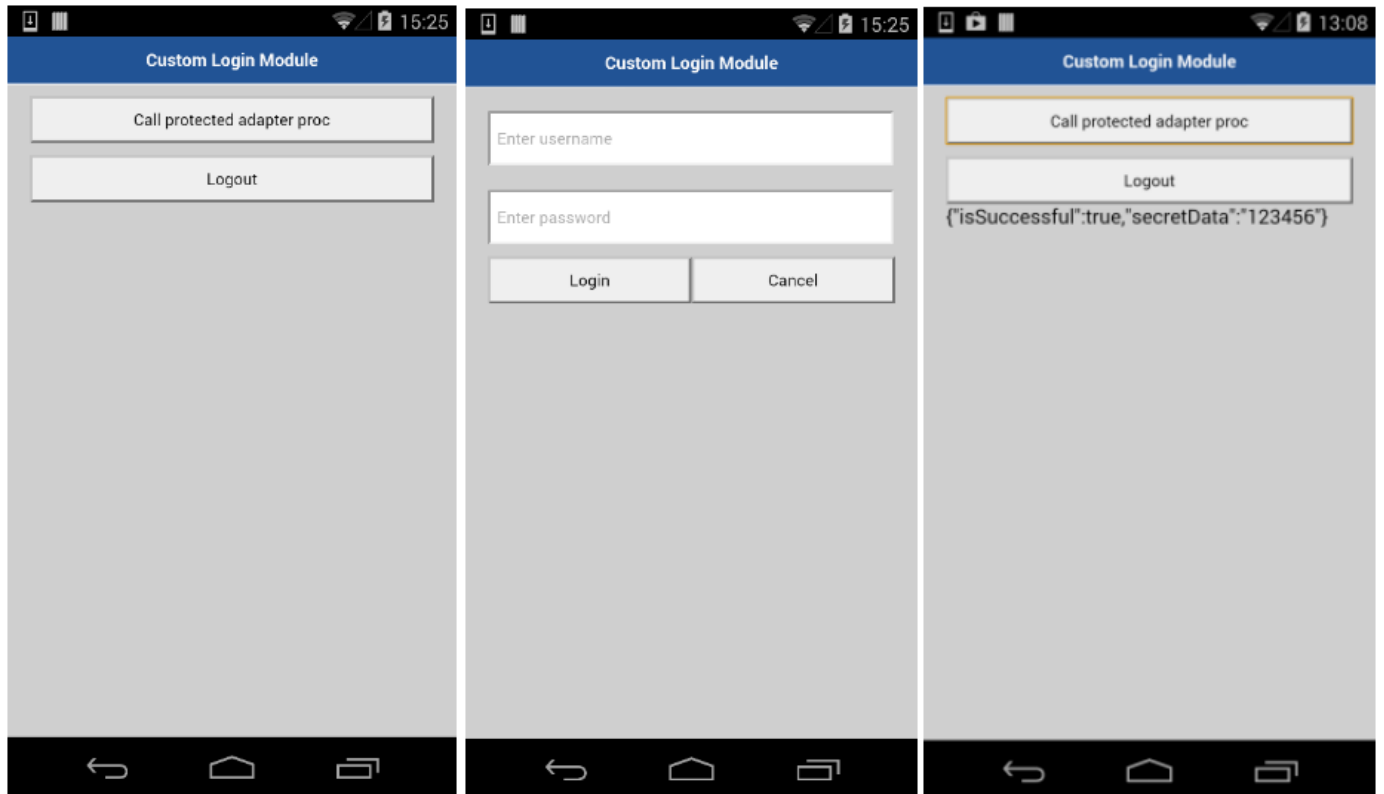 15:25
Custom Login Module
Call protected adapter proc
Logout
15:25
Custom Login Module
Enter username
Enter password
Login Cancel
13:08
Custom Login Module
Call protected adapter proc
Logout
{"isSuccessful":true,"secretData":"123456"}